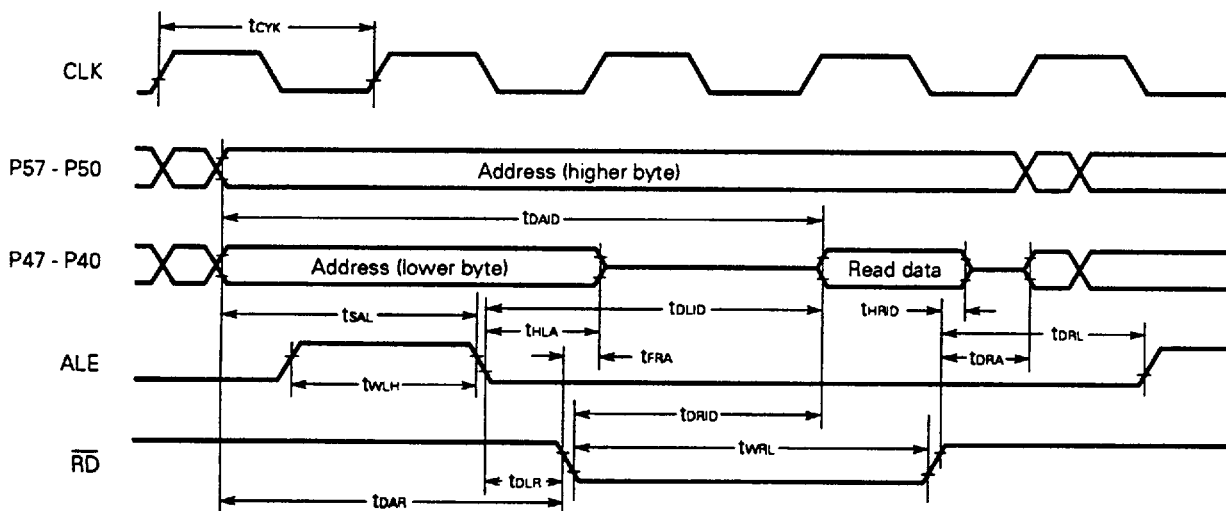 tCYK
CLK
P57 - P50
Address (higher byte)
tDAID
P47 - P40
Address (lower byte)
Read data
tSAL
tDLID
tHRID
tHLA
tDRL
ALE
tFRA
tDRA
tWLH
tDRID
RD
tWRL
tDLR
tDAR